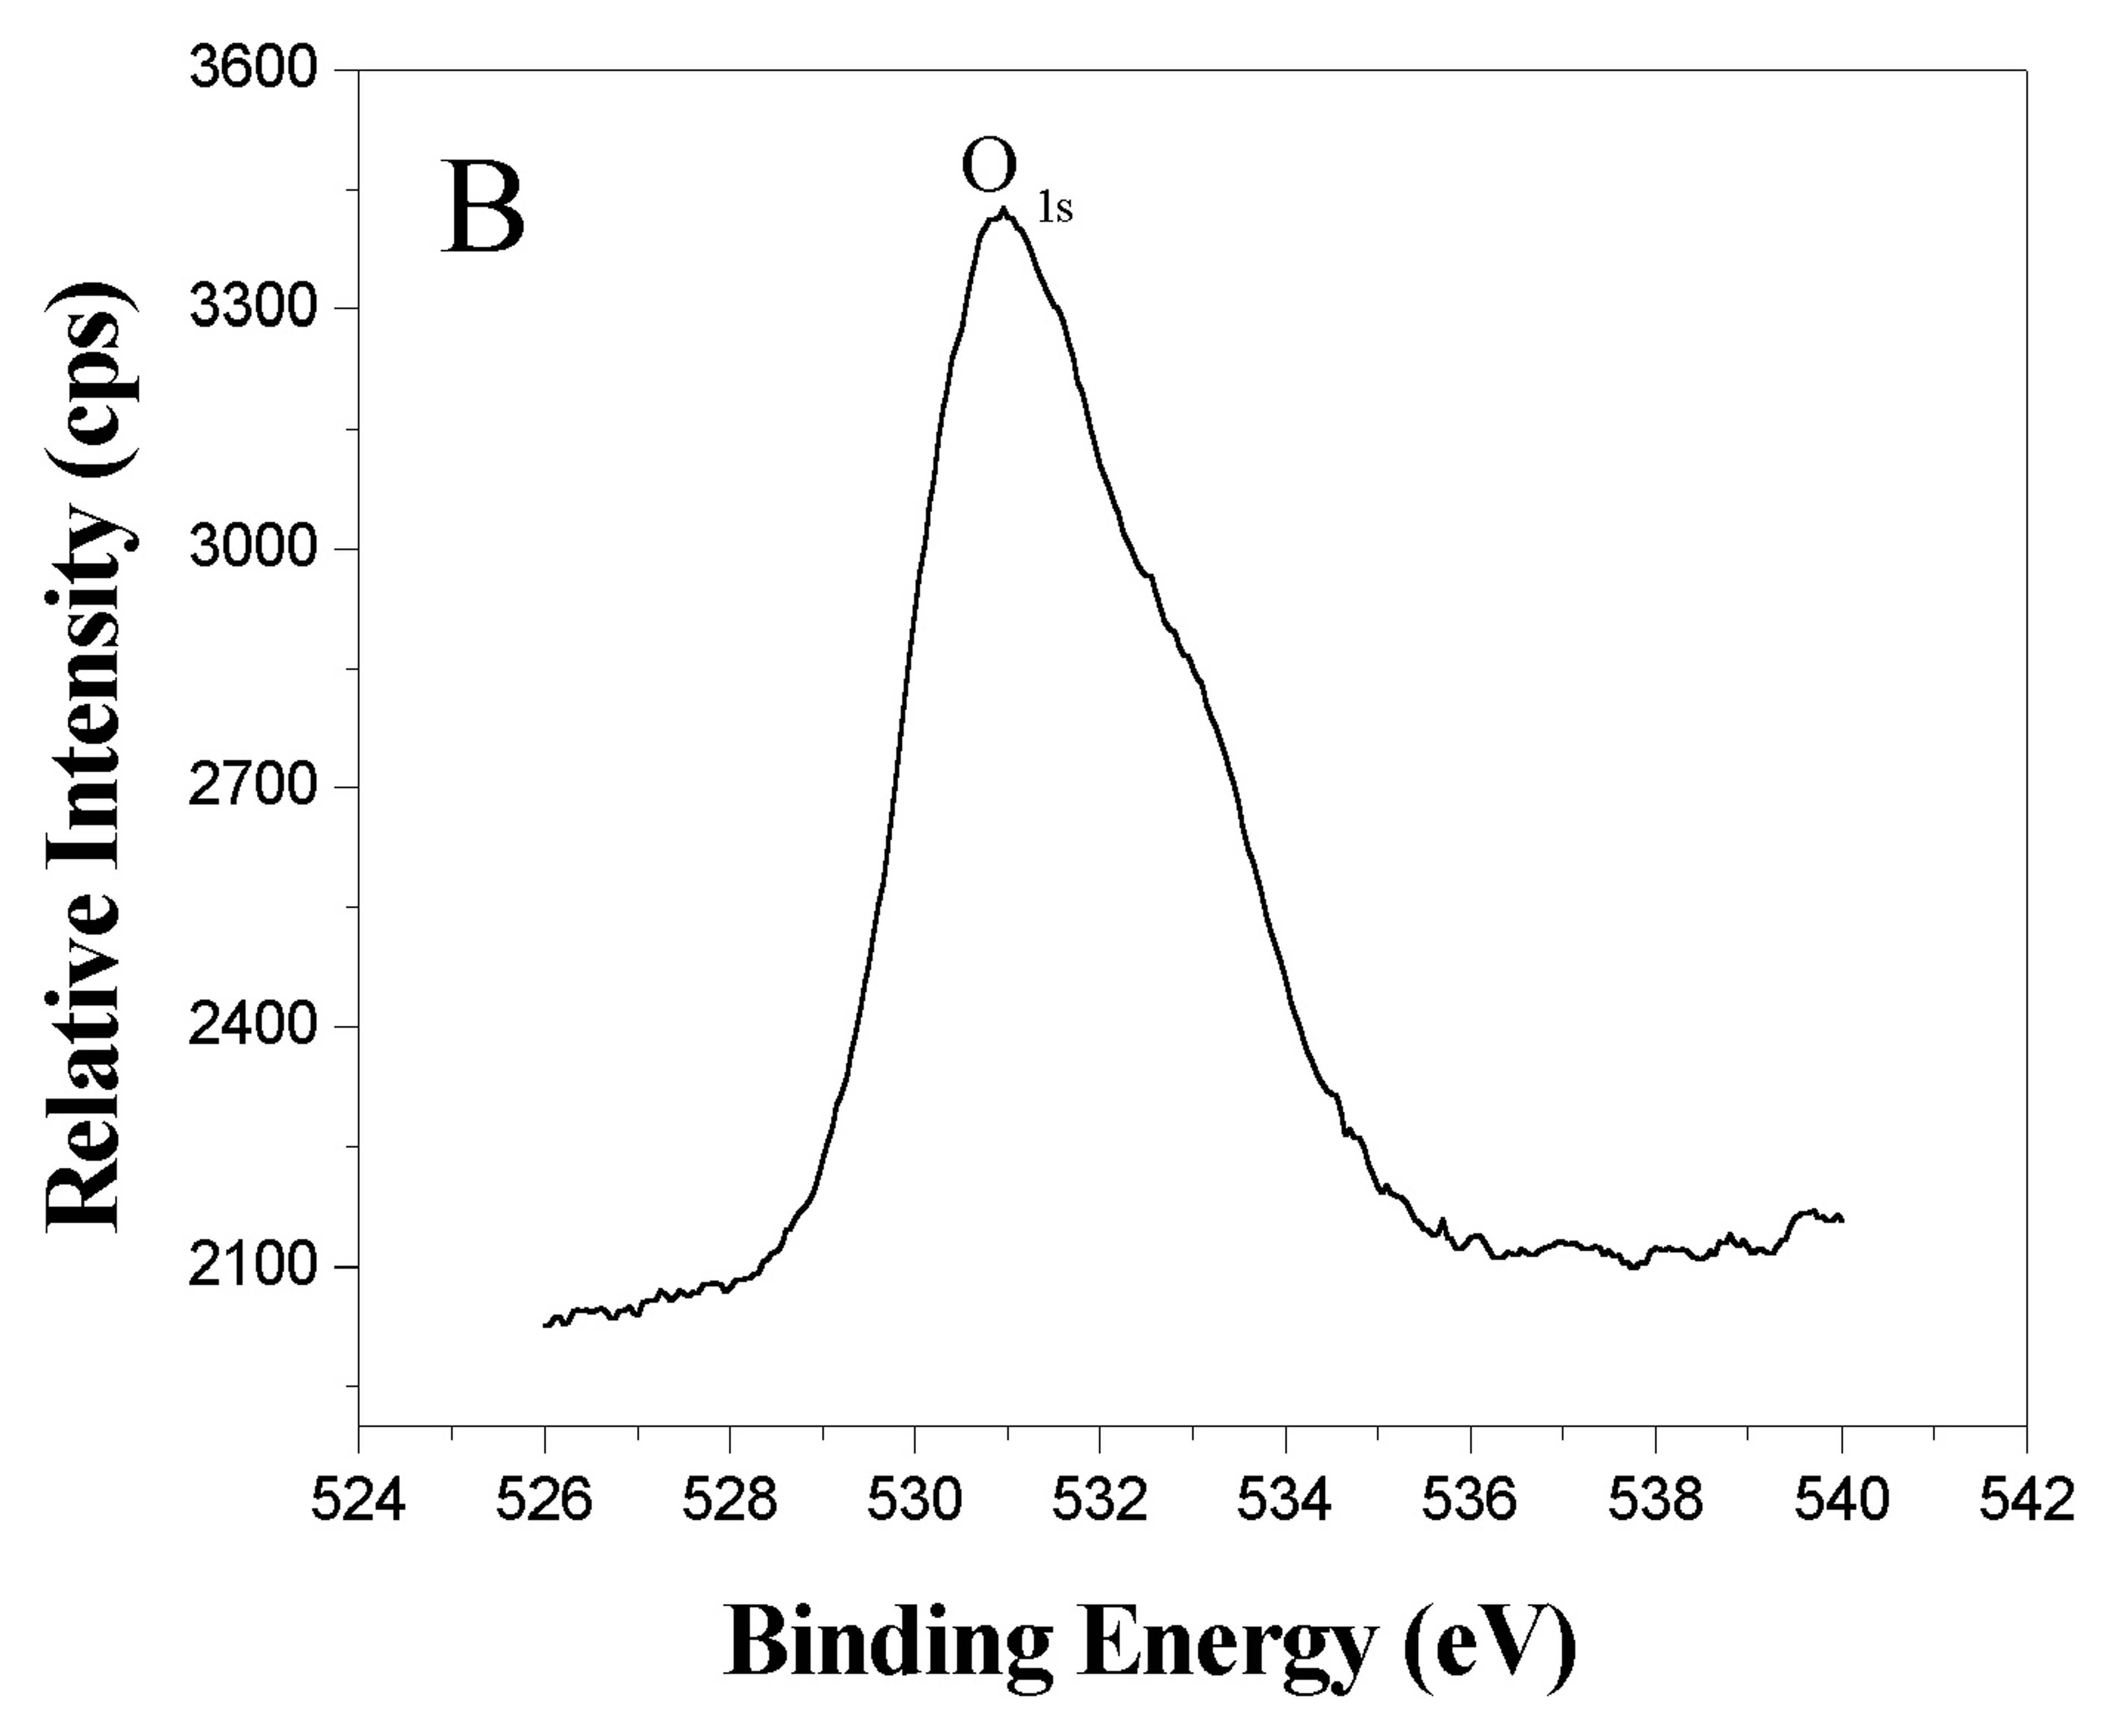 3600
B
O 1s
3300
3000
2700
2400
2100
Relative Intensity (cps)
524 526 528 530 532 534 536 538 540 542
Binding Energy (eV)